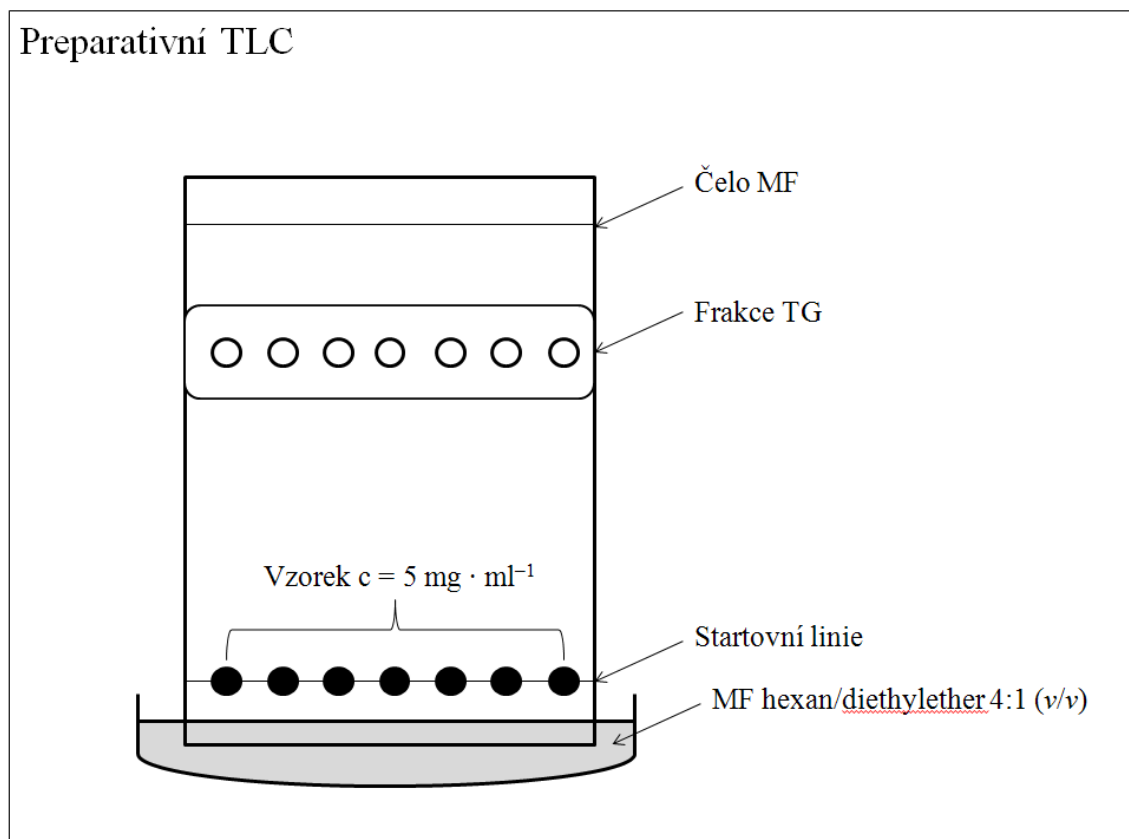 Preparativní TLC
Čelo MF
Frakce TG
Vzorek c = 5 mg · ml⁻¹
Startovní linie
MF hexan/diethylether 4:1 (v/v)